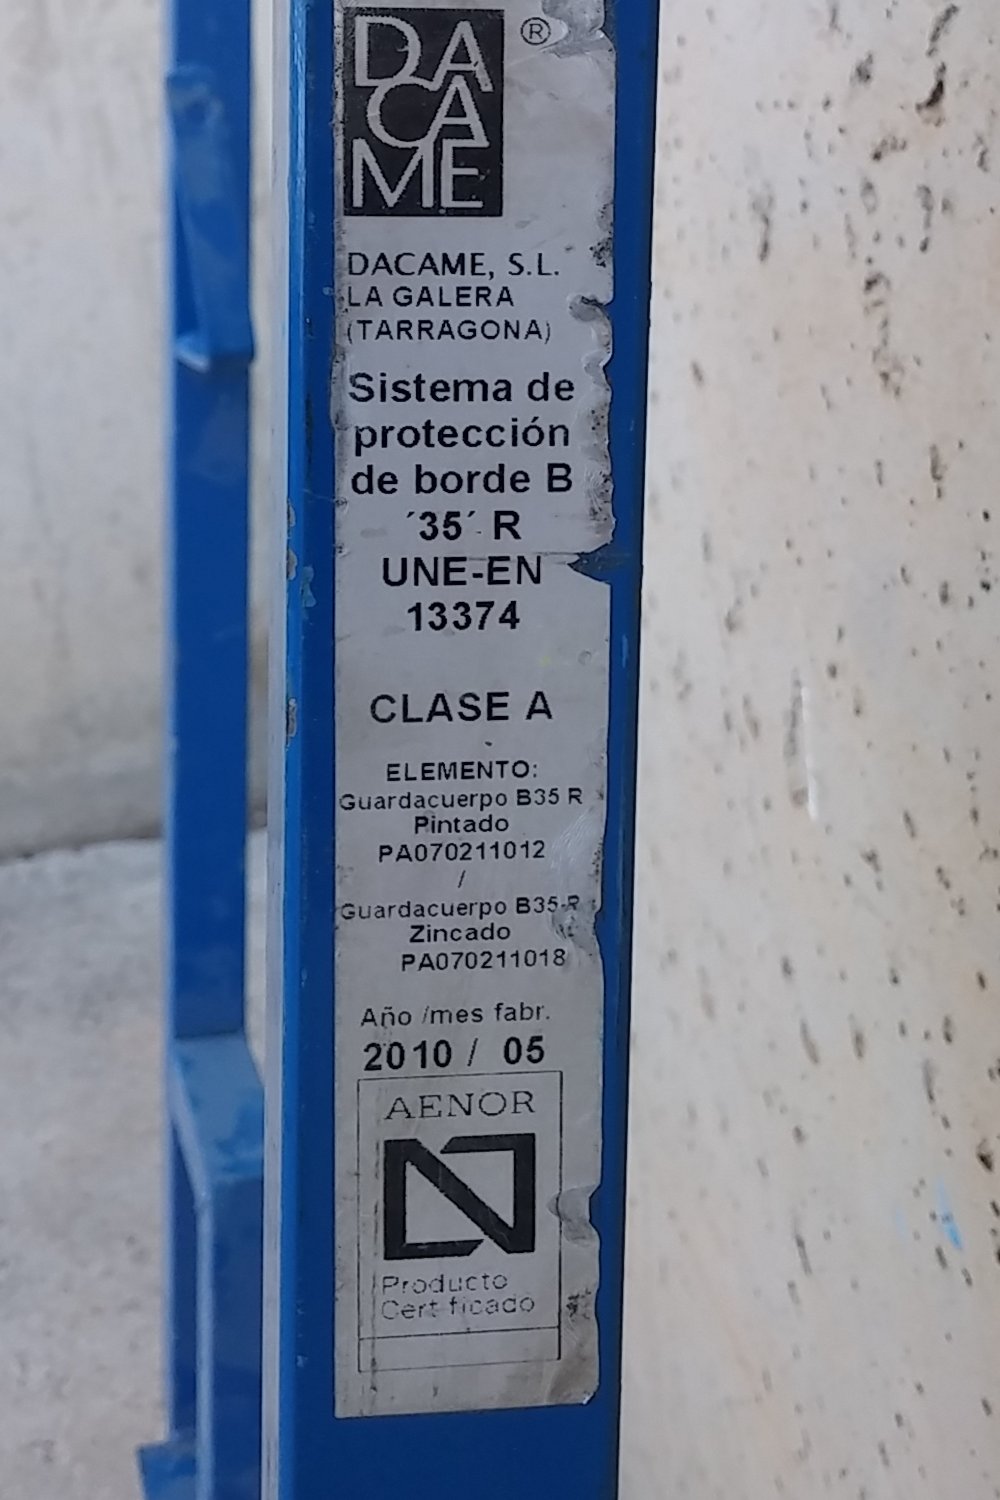 DA
CA
ME
®
DACAME, S.L.
LA GALERA
(TARRAGONA)
Sistema de
protección
de borde B
´35´ R
UNE-EN
13374
CLASE A
ELEMENTO:
Guardacuerpo B35 R
Pintado
PA070211012
/
Guardacuerpo B35-R
Zincado
PA070211018
Año /mes fabr.
2010 / 05
AENOR
Producto
Certificado